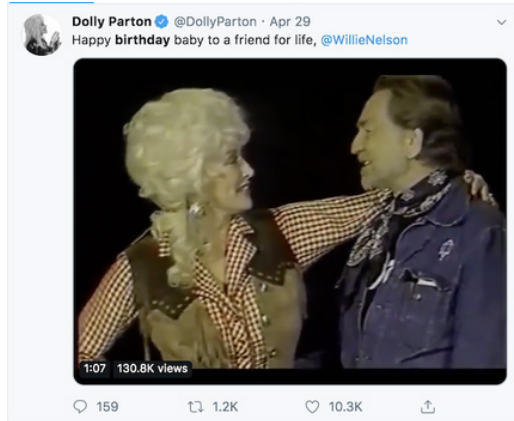 Dolly Parton @DollyParton · Apr 29
Happy birthday baby to a friend for life, @WillieNelson
1:07 130.8K views
159 1.2K 10.3K